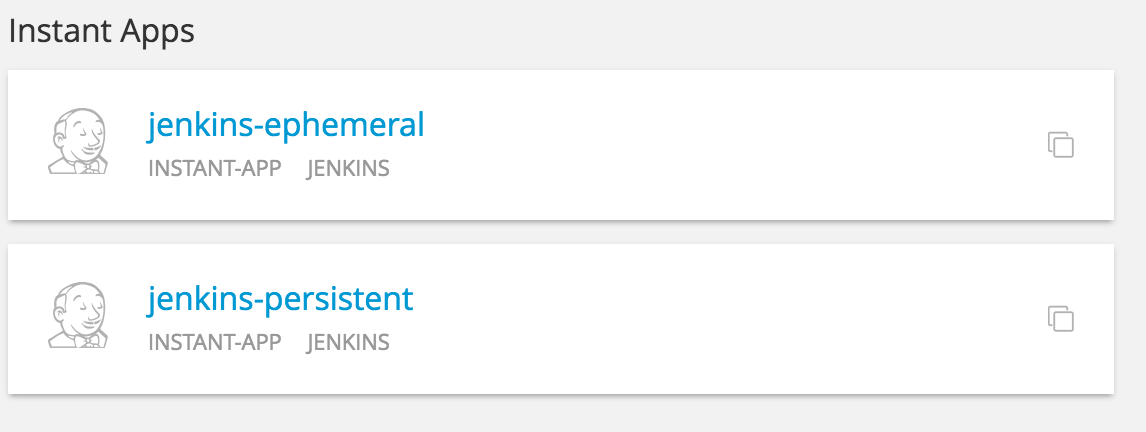 Instant Apps
jenkins-ephemeral
INSTANT-APP JENKINS
jenkins-persistent
INSTANT-APP JENKINS